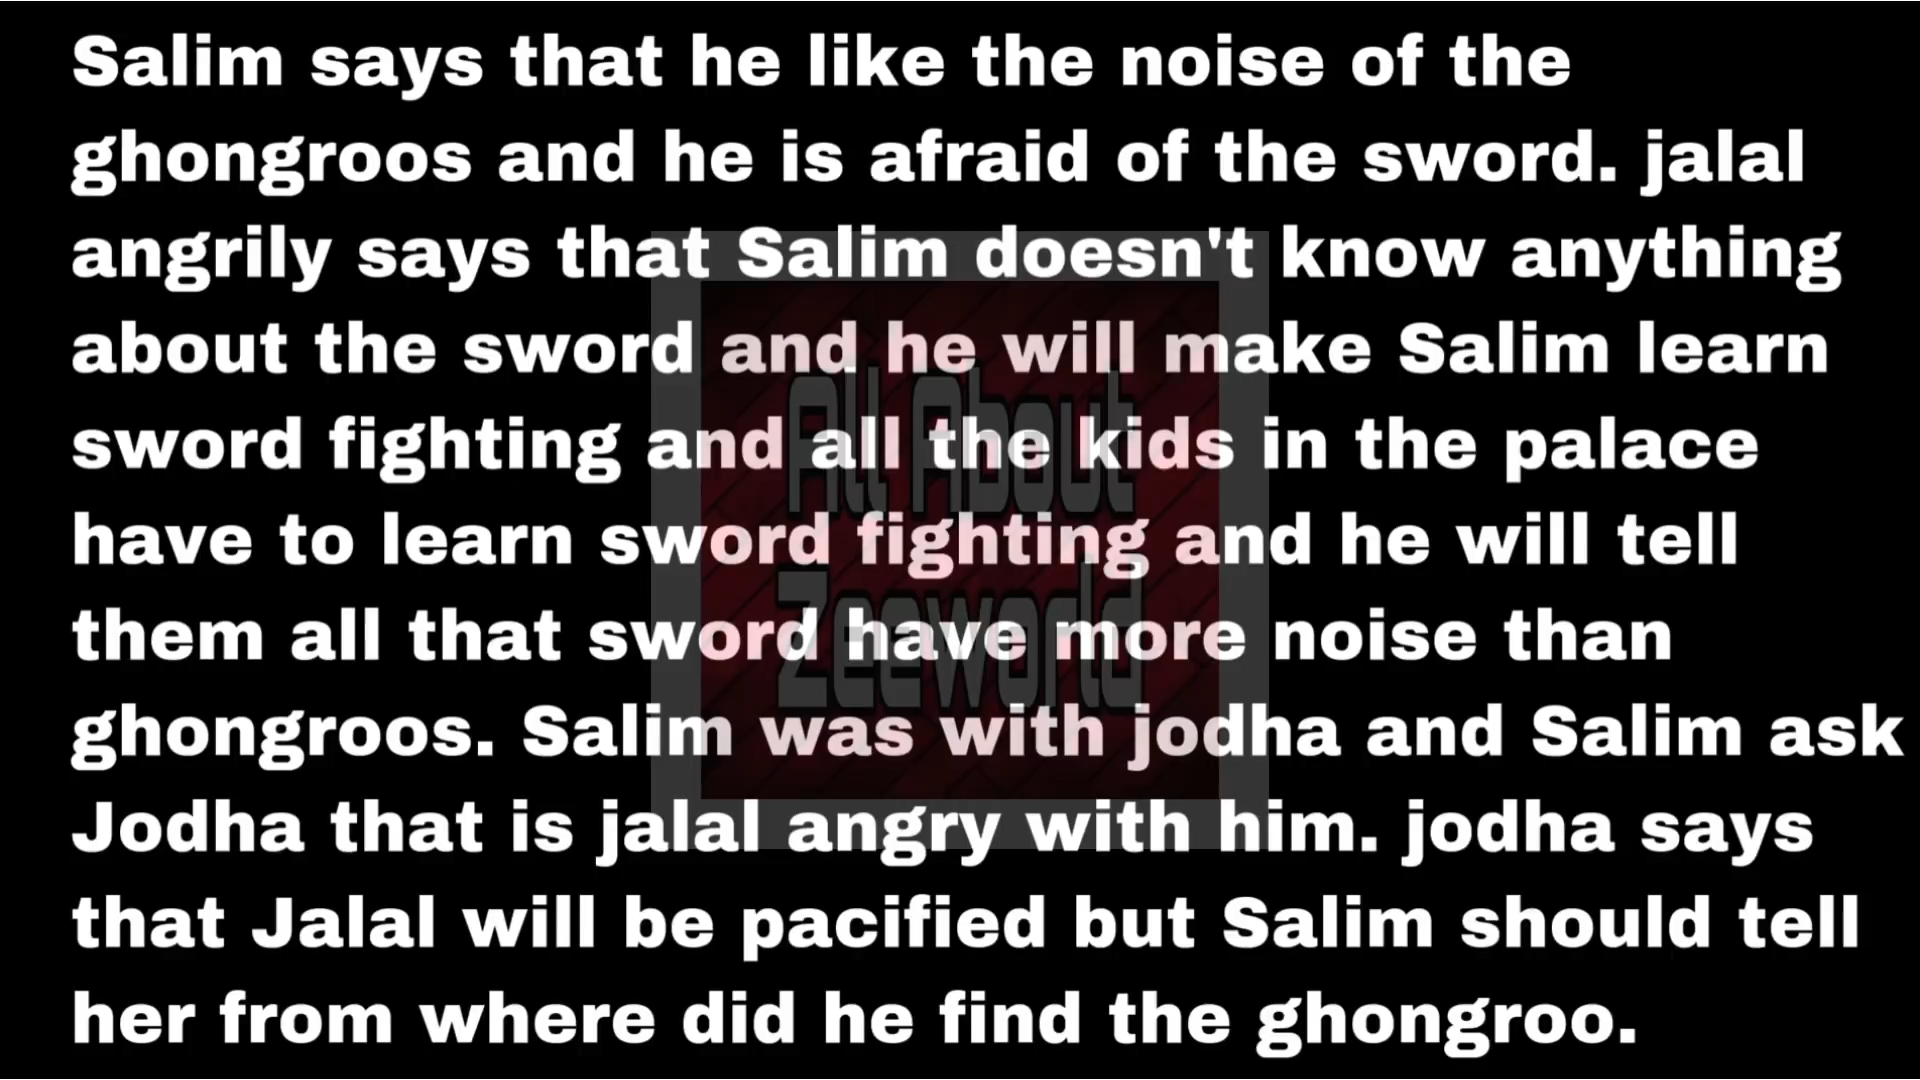 Salim says that he like the noise of the
ghongroos and he is afraid of the sword. jalal
angrily says that Salim doesn't know anything
about the sword and he will make Salim learn
sword fighting and all the kids in the palace
have to learn sword fighting and he will tell
them all that sword have more noise than
ghongroos. Salim was with jodha and Salim ask
Jodha that is jalal angry with him. jodha says
that Jalal will be pacified but Salim should tell
her from where did he find the ghongroo.
All About
Zeeworld